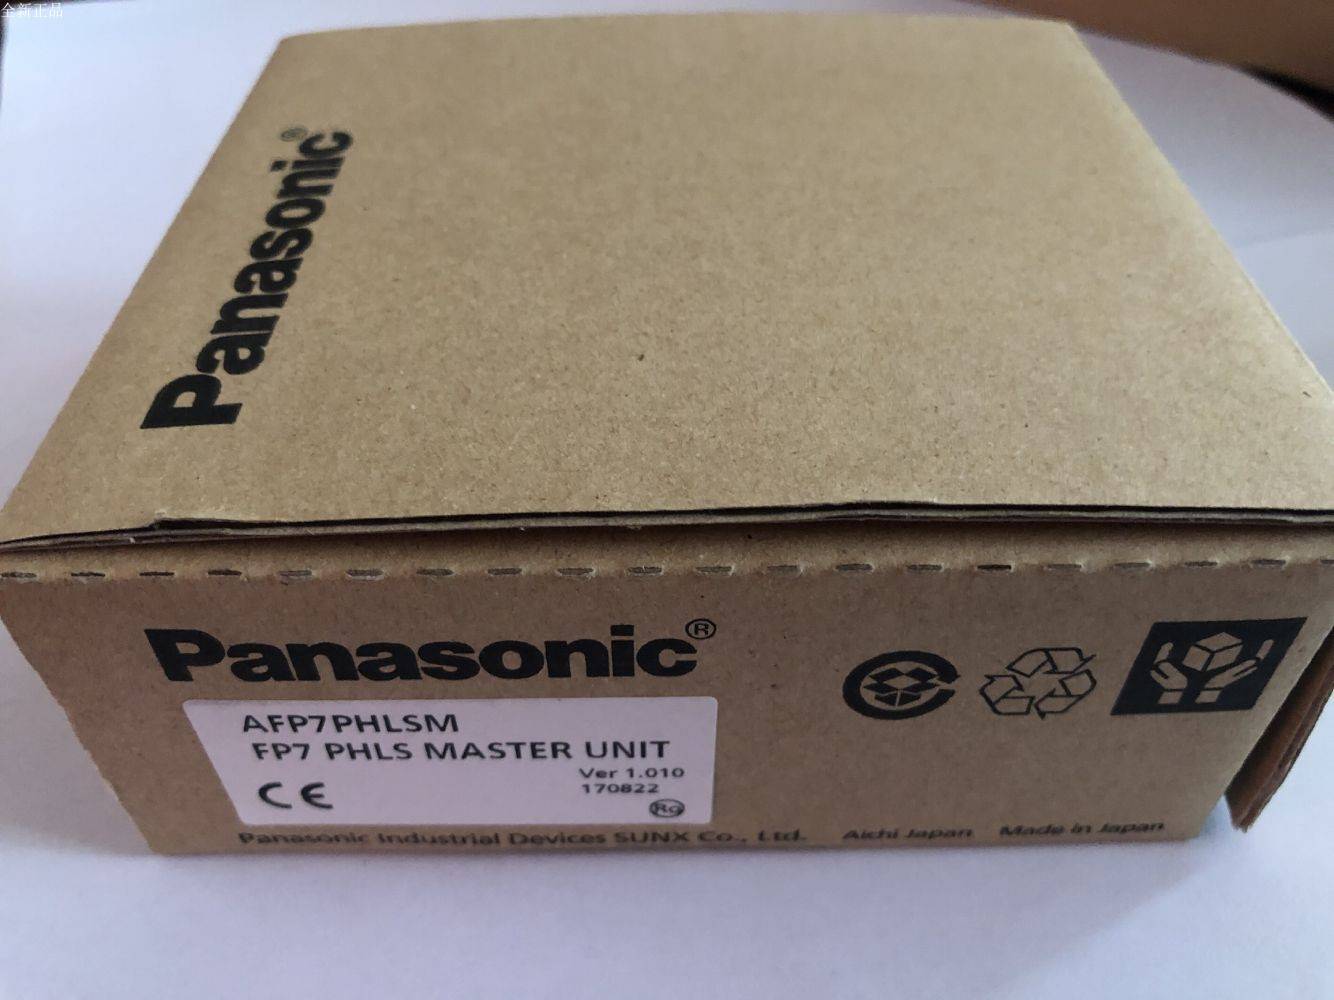 全新正品
Panasonic®
Panasonic®
AFP7PHLSM
FP7 PHLS MASTER UNIT
Ver 1.010
170822
CE
RG
Panasonic Industrial Devices SUNX Co., Ltd. Aichi Japan Made in Japan